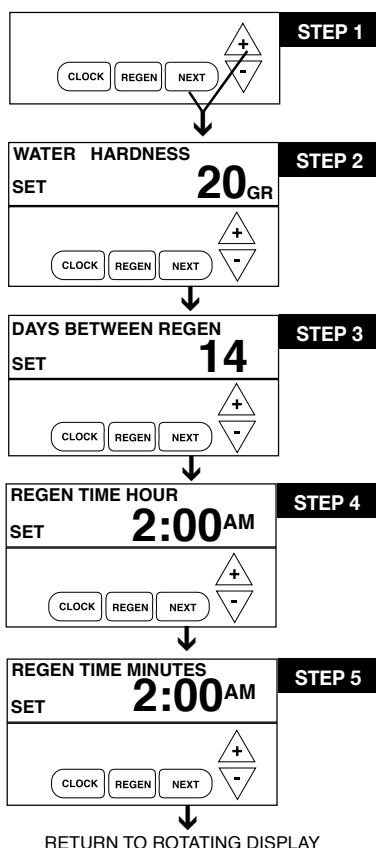 STEP 1
+
CLOCK REGEN NEXT -
WATER HARDNESS STEP 2
SET 20GR
+
CLOCK REGEN NEXT -
DAYS BETWEEN REGEN STEP 3
SET 14
+
CLOCK REGEN NEXT -
REGEN TIME HOUR STEP 4
SET 2:00AM
+
CLOCK REGEN NEXT -
REGEN TIME MINUTES STEP 5
SET 2:00AM
+
CLOCK REGEN NEXT -
RETURN TO ROTATING DISPLAY